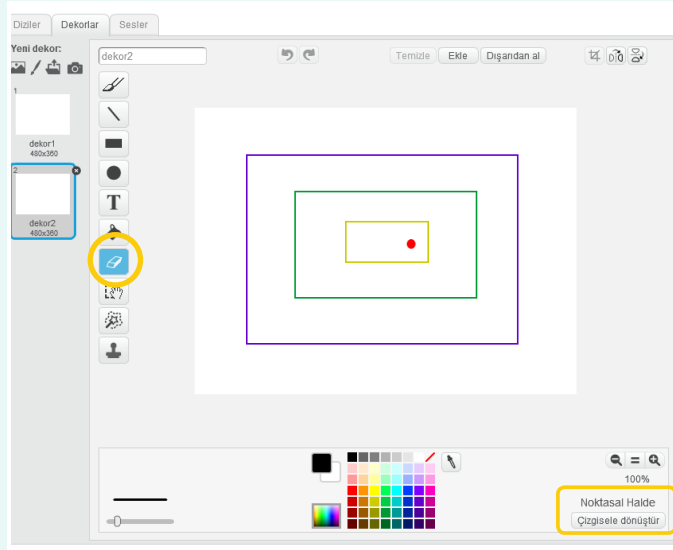 Diziler Dekorlar Sesler
Yeni dekor:
dekor2
Temizle Ekle Dışarıdan al
1
dekor1
480x360
2
dekor2
480x360
T
100%
Noktasal Halde
Çizgisele dönüştür